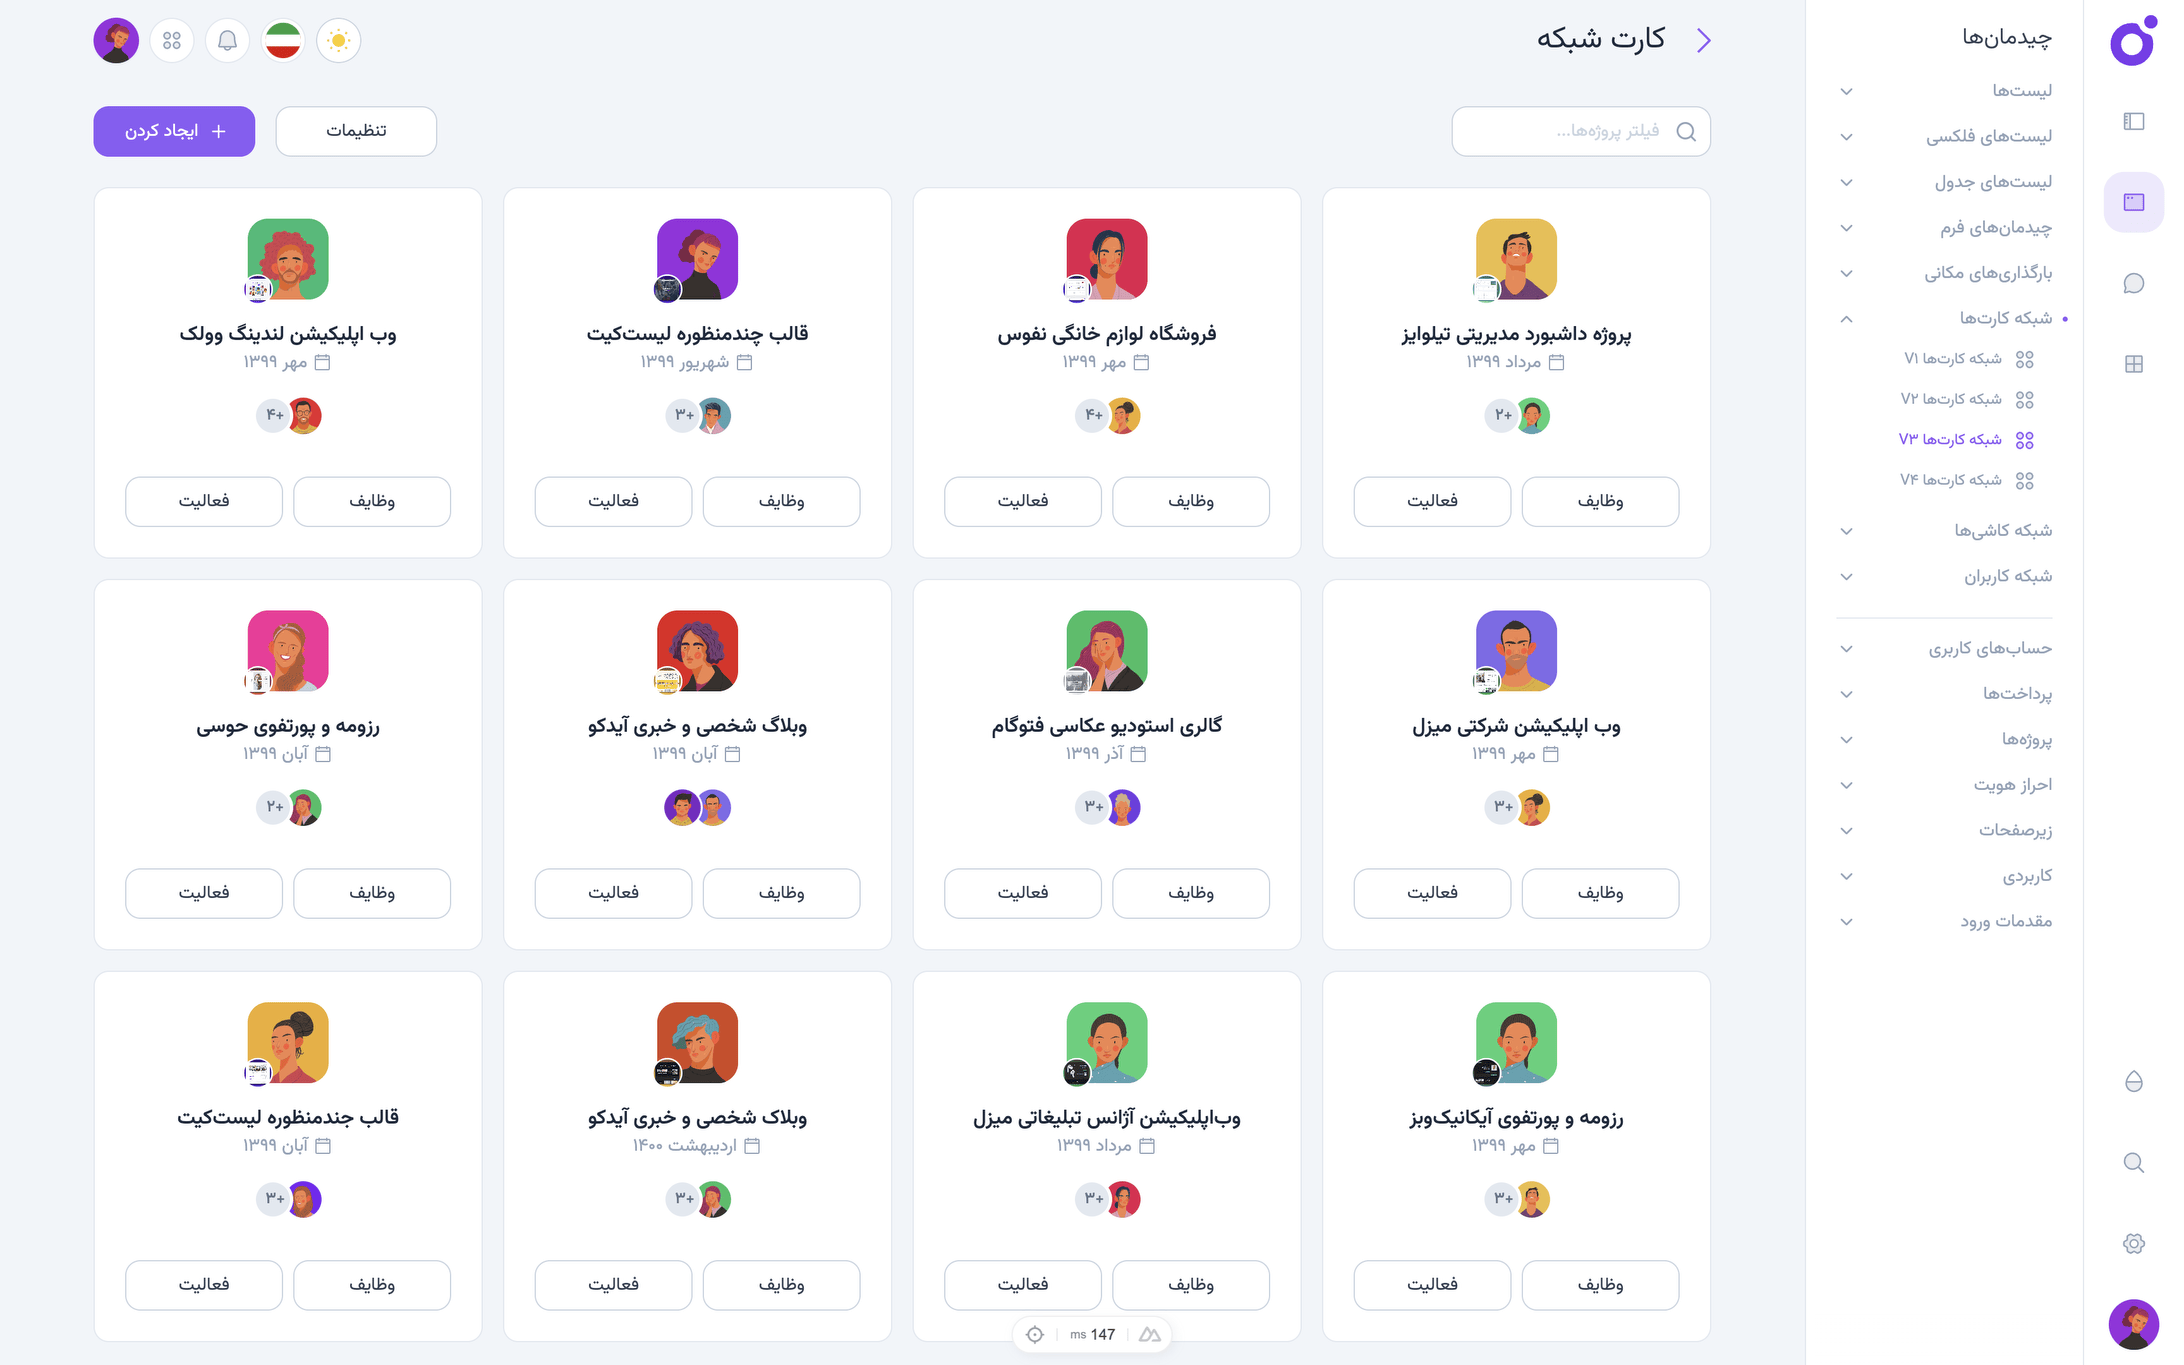 چیدمان‌ها
لیست‌ها
لیست‌های فلکسی
لیست‌های جدول
چیدمان‌های فرم
بارگذاری‌های مکانی
شبکه کارت‌ها
شبکه کارت‌ها V۱
شبکه کارت‌ها V۲
شبکه کارت‌ها V۳
شبکه کارت‌ها V۴
شبکه کاشی‌ها
شبکه کاربران
حساب‌های کاربری
پرداخت‌ها
پروژه‌ها
احراز هویت
زیرصفحات
کاربردی
مقدمات ورود
کارت شبکه
فیلتر پروژه‌ها...
تنظیمات
ایجاد کردن
پروژه داشبورد مدیریتی تیلوایز
مرداد ۱۳۹۹
+۲
وظایف
فعالیت
فروشگاه لوازم خانگی نفوس
مهر ۱۳۹۹
+۴
وظایف
فعالیت
قالب چندمنظوره لیست‌کیت
شهریور ۱۳۹۹
+۳
وظایف
فعالیت
وب اپلیکیشن لندینگ وولک
مهر ۱۳۹۹
+۴
وظایف
فعالیت
وب اپلیکیشن شرکتی میزل
مهر ۱۳۹۹
+۳
وظایف
فعالیت
گالری استودیو عکاسی فتوگام
آذر ۱۳۹۹
+۳
وظایف
فعالیت
وبلاگ شخصی و خبری آیدکو
آبان ۱۳۹۹
وظایف
فعالیت
رزومه و پورتفوی حوسی
آبان ۱۳۹۹
+۲
وظایف
فعالیت
رزومه و پورتفوی آیکانیک‌وبز
مهر ۱۳۹۹
+۳
وظایف
فعالیت
وب‌اپلیکیشن آژانس تبلیغاتی میزل
مرداد ۱۳۹۹
+۳
وظایف
فعالیت
وبلاک شخصی و خبری آیدکو
اردیبهشت ۱۴۰۰
+۳
وظایف
فعالیت
قالب جندمنظوره لیست‌کیت
آبان ۱۳۹۹
+۳
وظایف
فعالیت
147 ms